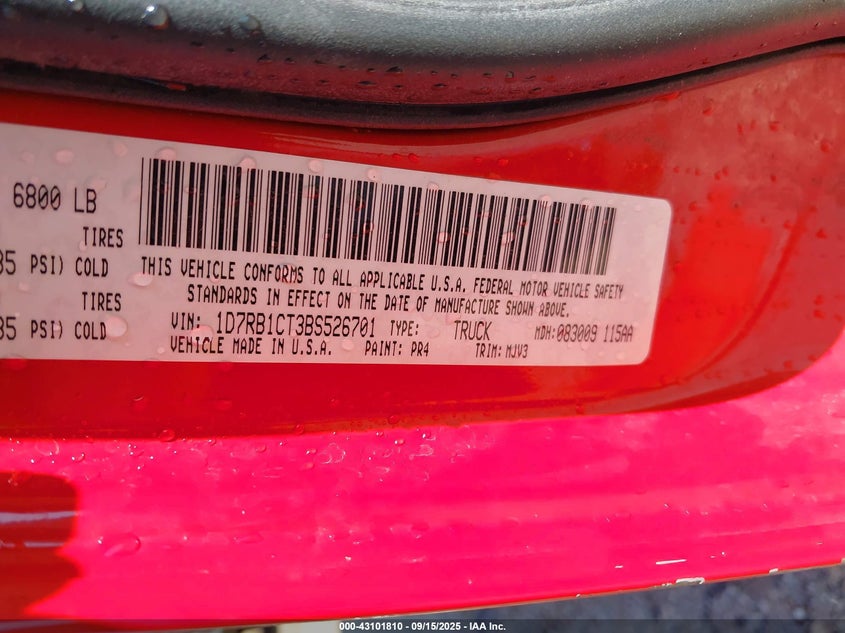 6800 LB
TIRES
35 PSI) COLD
TIRES
35 PSI) COLD
THIS VEHICLE CONFORMS TO ALL APPLICABLE U.S.A. FEDERAL MOTOR VEHICLE SAFETY
STANDARDS IN EFFECT ON THE DATE OF MANUFACTURE SHOWN ABOVE.
VIN: 1D7RB1CT3BS526701 TYPE: TRUCK MDH:083009 115AA
VEHICLE MADE IN U.S.A. PAINT: PR4 TRIM: MJV3
000-43101810 - 09/15/2025 - IAA Inc.